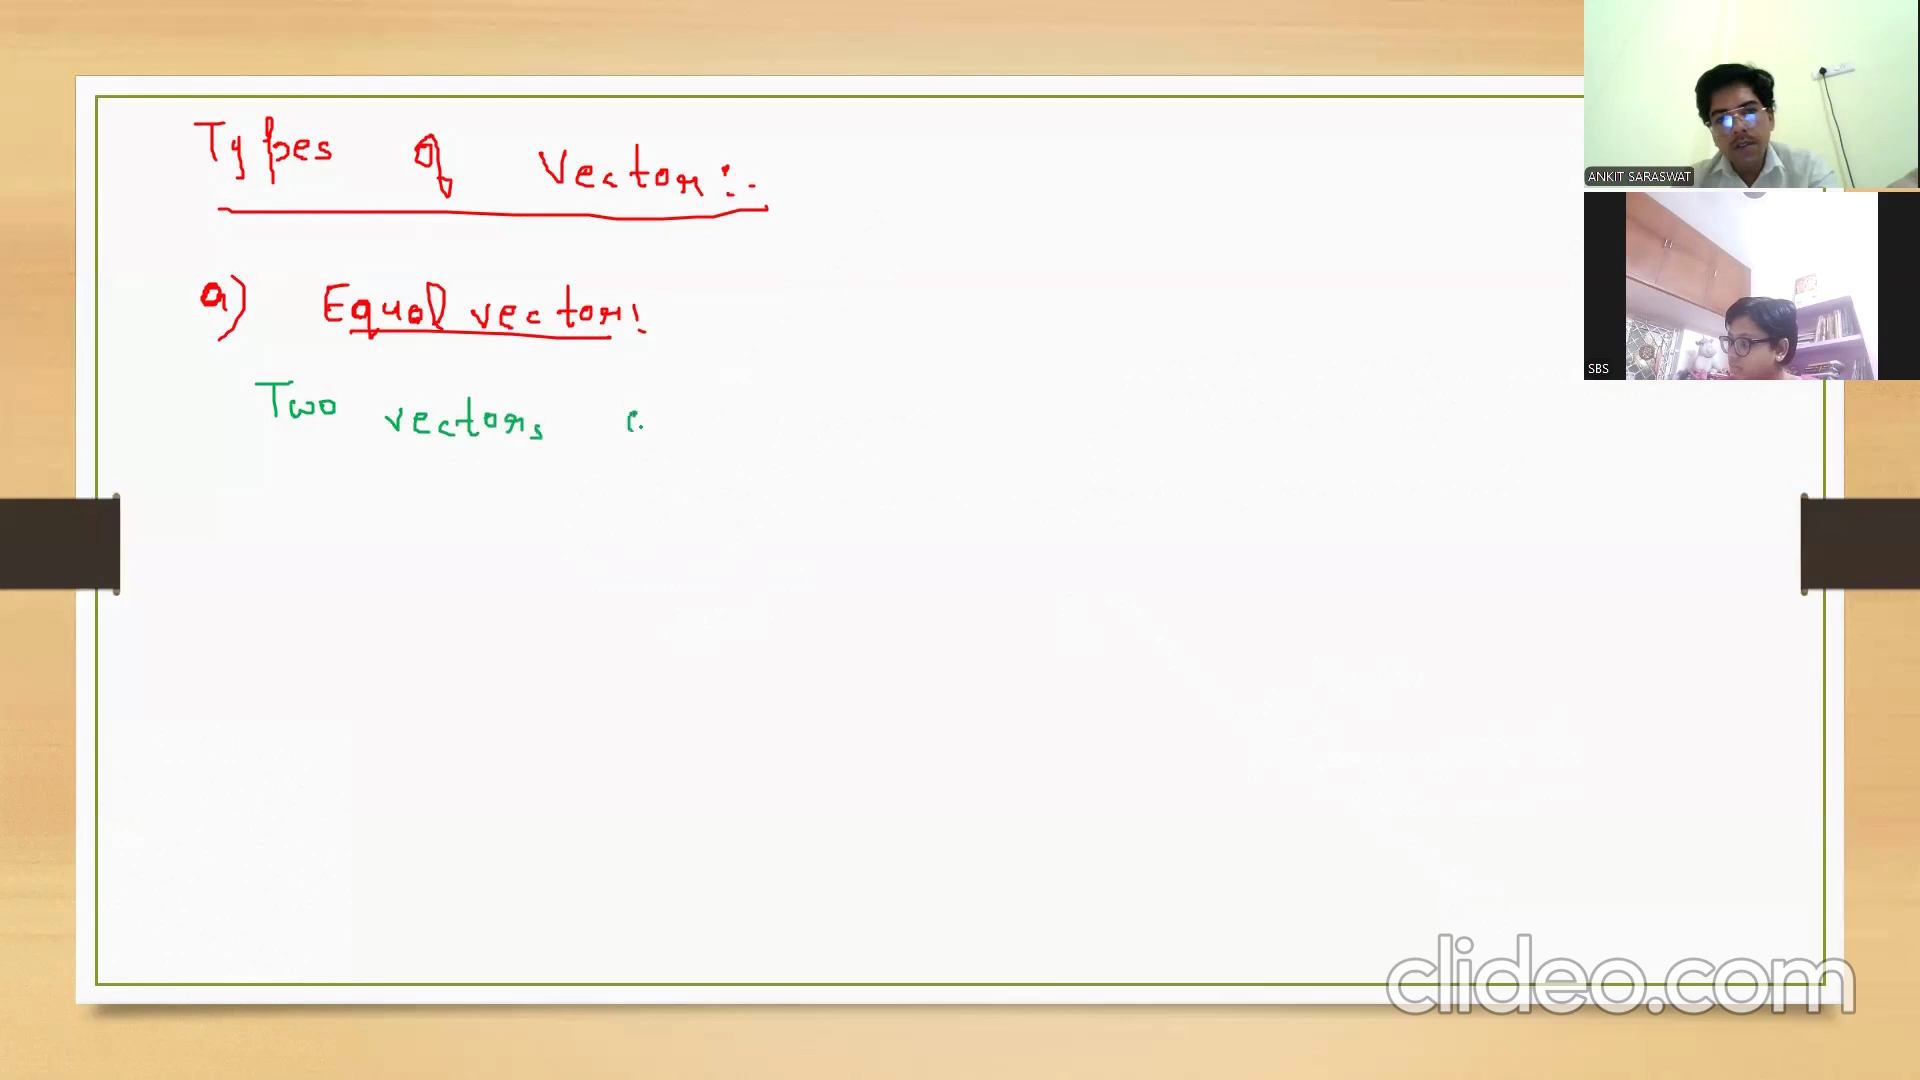 Types of Vector:-
a) Equal vector:
Two vectors
ANKIT SARASWAT
SBS
clideo.com